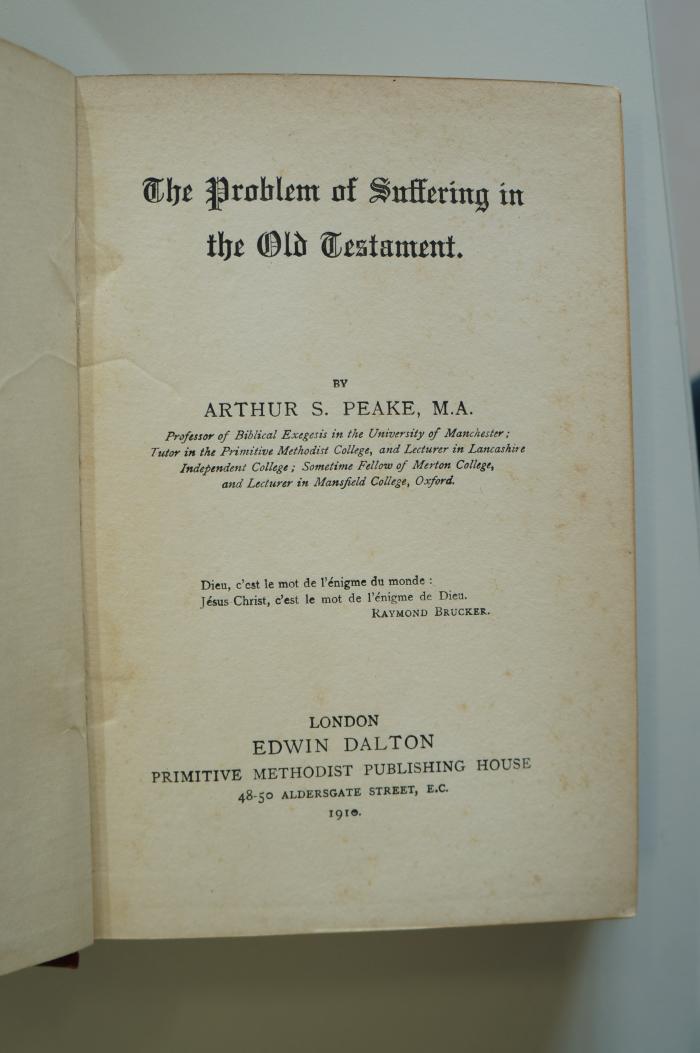 The Problem of Suffering in
the Old Testament.
BY
ARTHUR S. PEAKE, M.A.
Professor of Biblical Exegesis in the University of Manchester;
Tutor in the Primitive Methodist College, and Lecturer in Lancashire
Independent College; Sometime Fellow of Merton College,
and Lecturer in Mansfield College, Oxford.
Dieu, c'est le mot de l'énigme du monde:
Jésus Christ, c'est le mot de l'énigme de Dieu.
RAYMOND BRUCKER.
LONDON
EDWIN DALTON
PRIMITIVE METHODIST PUBLISHING HOUSE
48-50 ALDERSGATE STREET, E.C.
1910.